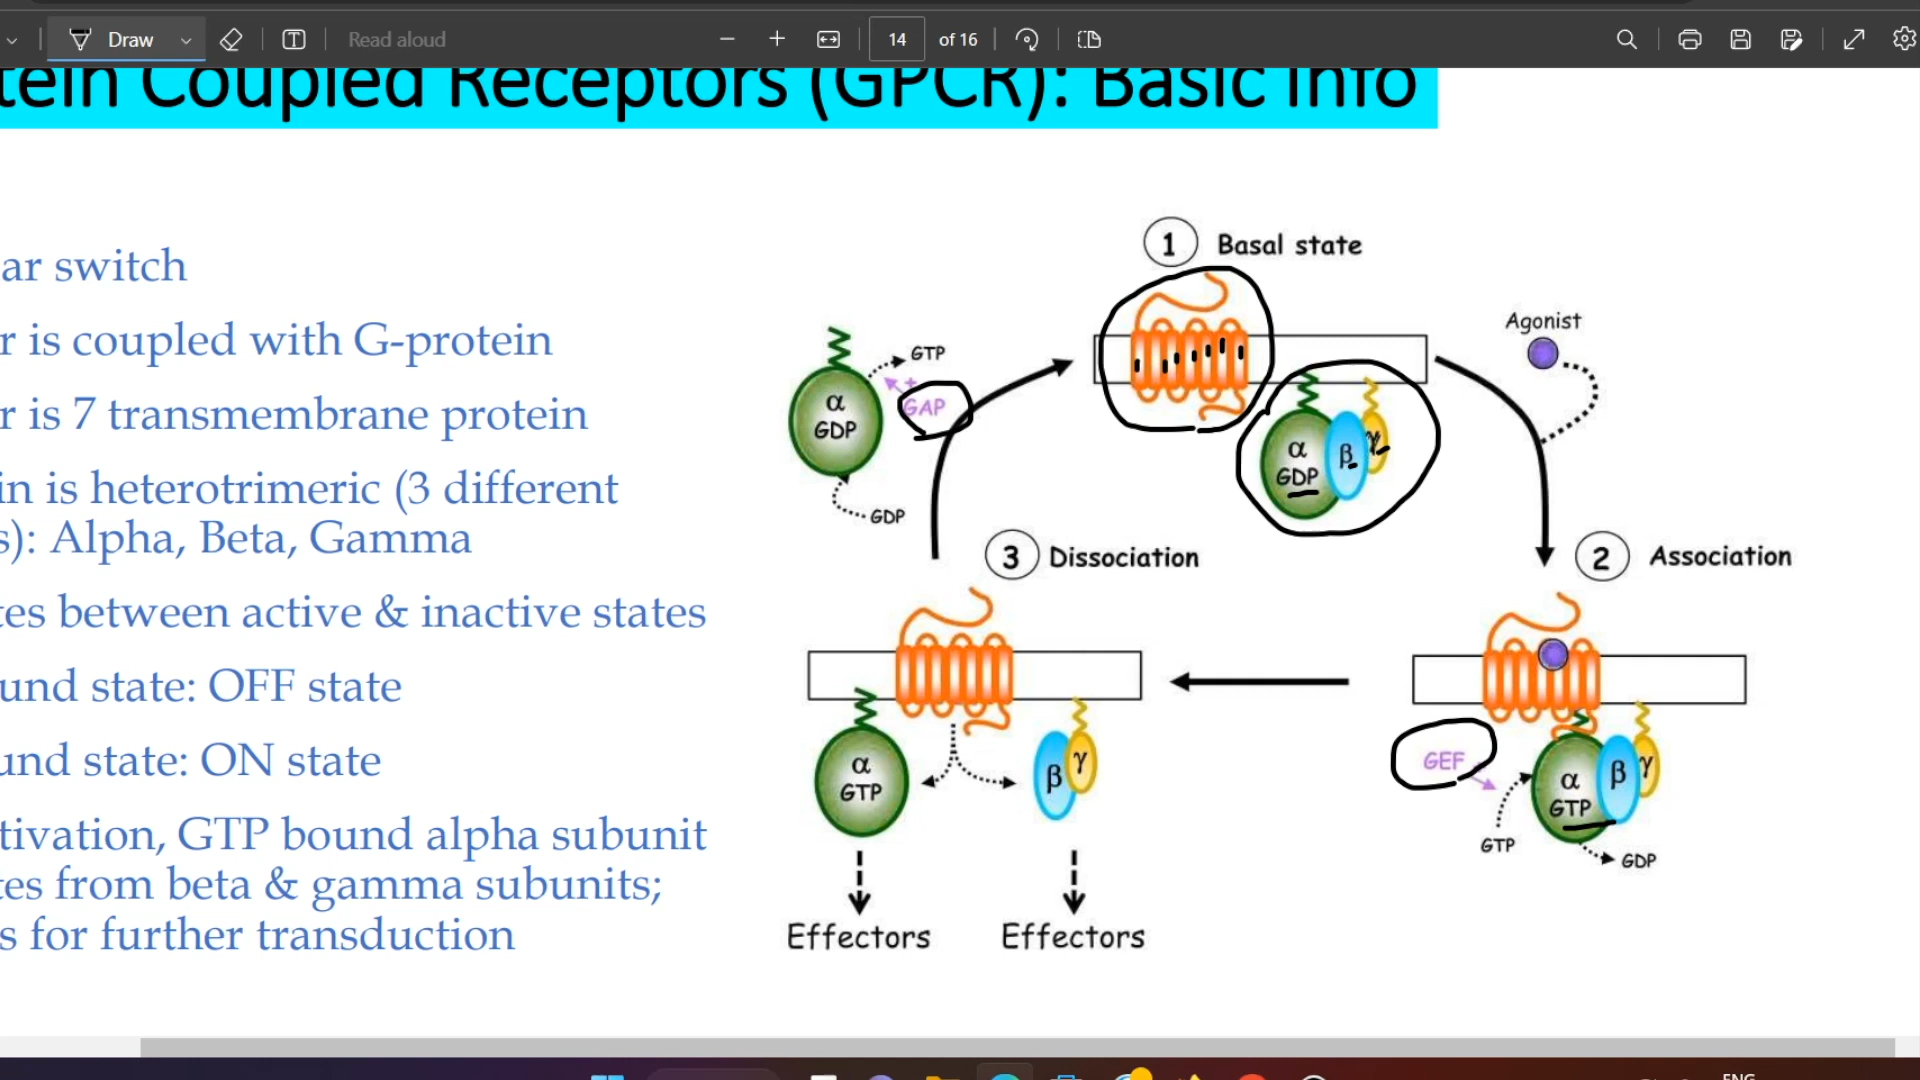 Draw
Read aloud
14
of 16
tein Coupled Receptors (GPCR): Basic Info
ar switch
r is coupled with G-protein
r is 7 transmembrane protein
in is heterotrimeric (3 different
s): Alpha, Beta, Gamma
tes between active & inactive states
und state: OFF state
und state: ON state
tivation, GTP bound alpha subunit
tes from beta & gamma subunits;
s for further transduction
1 Basal state
Agonist
GTP
+
GAP
α
GDP
GDP
α
GDP
β
γ
3 Dissociation
2 Association
α
GTP
β
γ
GEF
α
GTP
β
γ
GTP
GDP
Effectors
Effectors
ENG